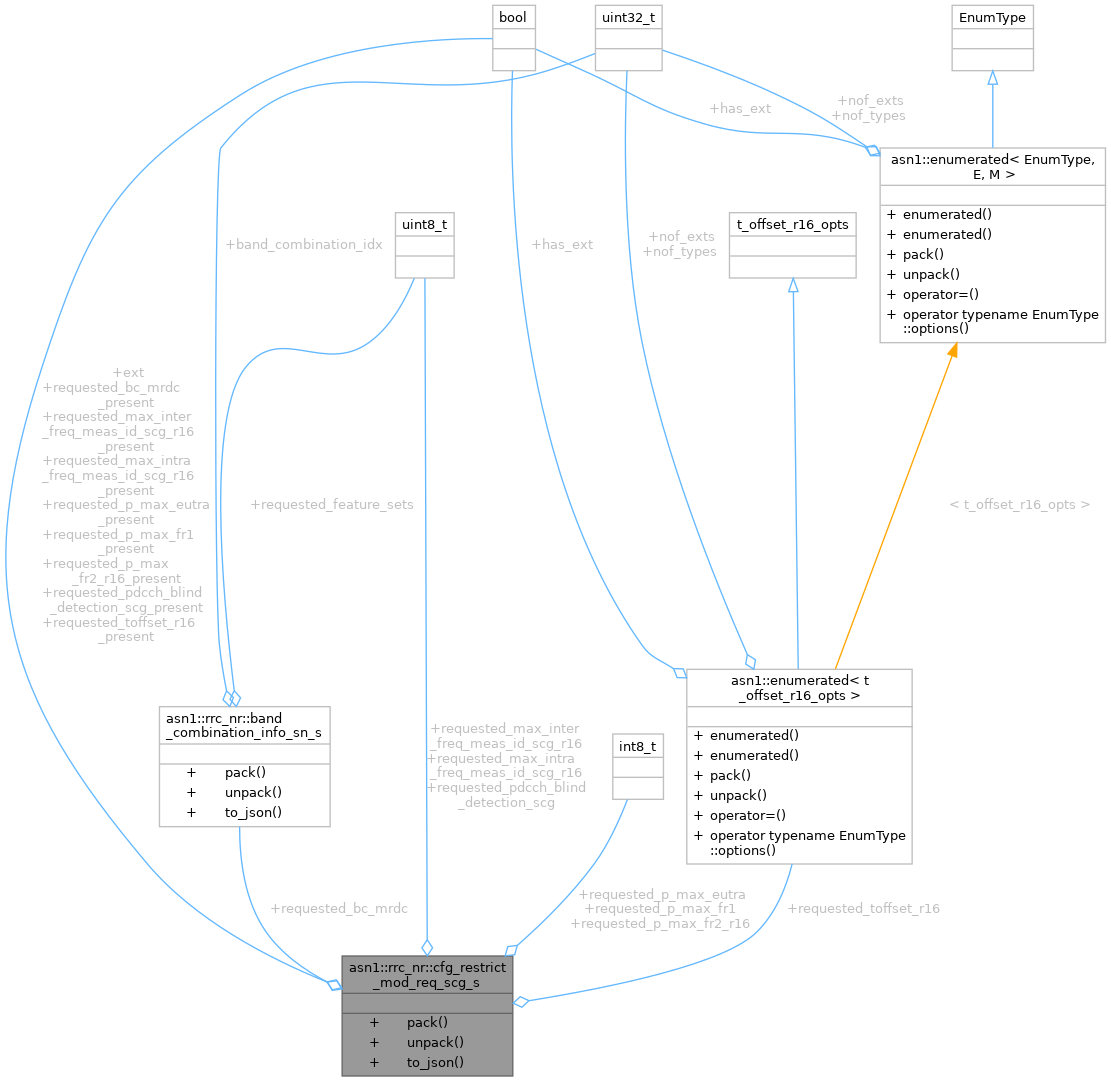 bool
uint32_t
EnumType
+has_ext
+nof_exts
+nof_types
asn1::enumerated< EnumType,
E, M >
+ enumerated()
+ enumerated()
+ pack()
+ unpack()
+ operator=()
+ operator typename EnumType
::options()
uint8_t
t_offset_r16_opts
+band_combination_idx
+has_ext
+nof_exts
+nof_types
+ext
+requested_bc_mrdc
_present
+requested_max_inter
_freq_meas_id_scg_r16
_present
+requested_max_intra
_freq_meas_id_scg_r16
_present
+requested_p_max_eutra
_present
+requested_p_max_fr1
_present
+requested_p_max
_fr2_r16_present
+requested_pdcch_blind
_detection_scg_present
+requested_toffset_r16
_present
+requested_feature_sets
< t_offset_r16_opts >
asn1::enumerated< t
_offset_r16_opts >
+ enumerated()
+ enumerated()
+ pack()
+ unpack()
+ operator=()
+ operator typename EnumType
::options()
asn1::rrc_nr::band
_combination_info_sn_s
+ pack()
+ unpack()
+ to_json()
+requested_max_inter
_freq_meas_id_scg_r16
+requested_max_intra
_freq_meas_id_scg_r16
+requested_pdcch_blind
_detection_scg
int8_t
+requested_bc_mrdc
+requested_p_max_eutra
+requested_p_max_fr1
+requested_p_max_fr2_r16
+requested_toffset_r16
asn1::rrc_nr::cfg_restrict
_mod_req_scg_s
+ pack()
+ unpack()
+ to_json()